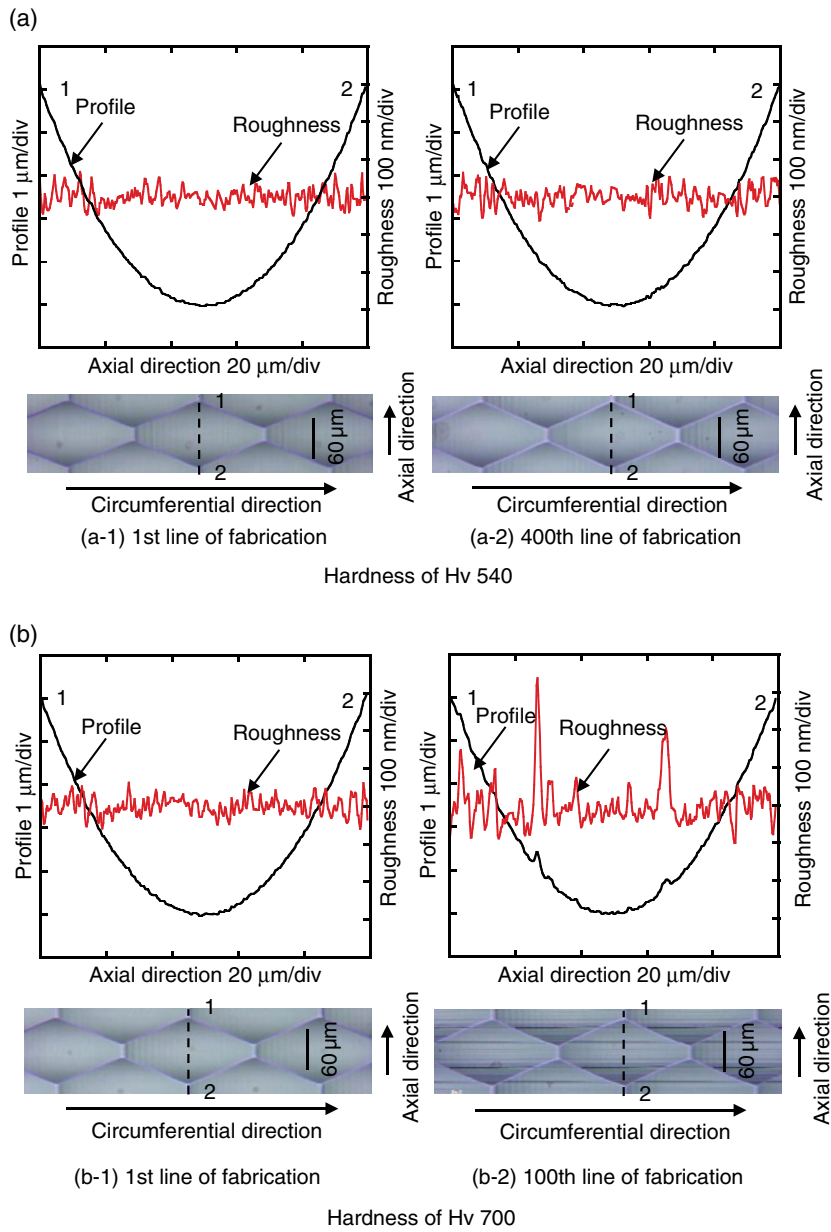 (a)
1
Profile
Roughness
2
Profile 1 μm/div
Roughness 100 nm/div
Axial direction 20 μm/div
1
2
60 μm
Axial direction
Circumferential direction
(a-1) 1st line of fabrication
1
Profile
Roughness
2
Profile 1 μm/div
Roughness 100 nm/div
Axial direction 20 μm/div
1
2
60 μm
Axial direction
Circumferential direction
(a-2) 400th line of fabrication
Hardness of Hv 540
(b)
1
Profile
Roughness
2
Profile 1 μm/div
Roughness 100 nm/div
Axial direction 20 μm/div
1
2
60 μm
Axial direction
Circumferential direction
(b-1) 1st line of fabrication
1
Profile
Roughness
2
Profile 1 μm/div
Roughness 100 nm/div
Axial direction 20 μm/div
1
2
60 μm
Axial direction
Circumferential direction
(b-2) 100th line of fabrication
Hardness of Hv 700